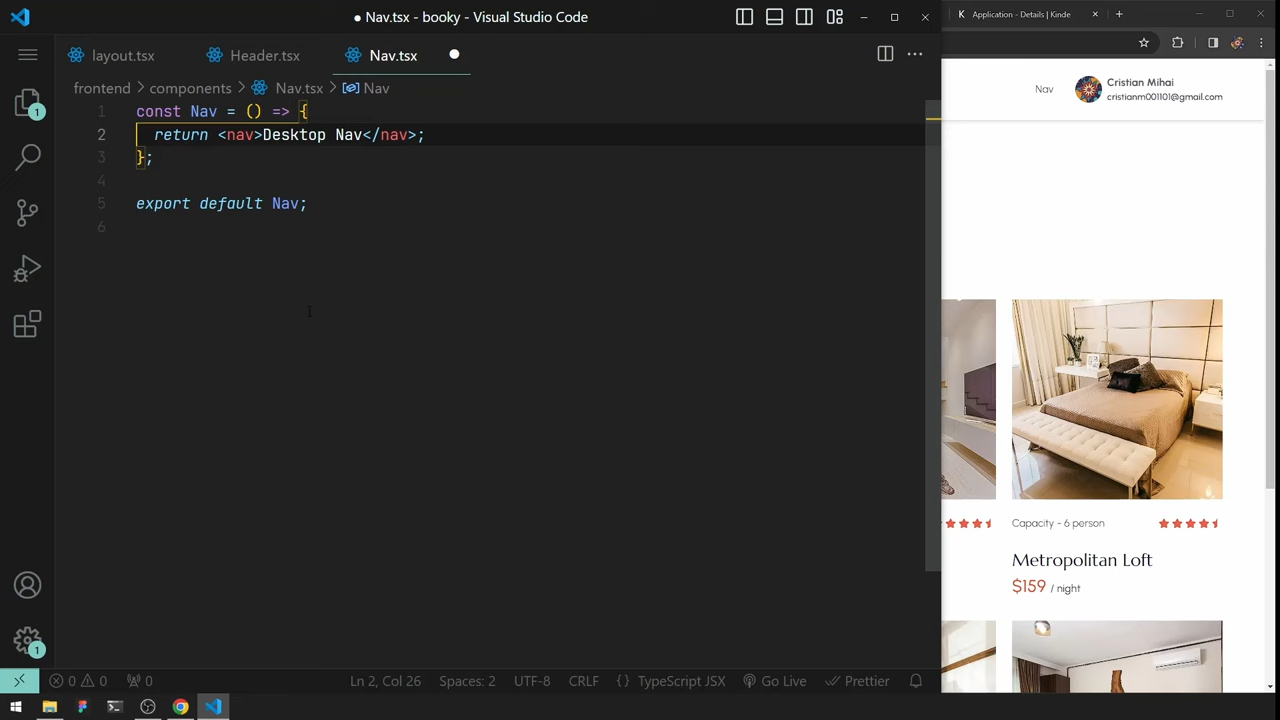 ● Nav.tsx - booky - Visual Studio Code
layout.tsx
Header.tsx
Nav.tsx
frontend > components > Nav.tsx > Nav
1 const Nav = () => {
2 return <nav>Desktop Nav</nav>;
3 };
4
5 export default Nav;
6
1
1
0 0 0
Ln 2, Col 26
Spaces: 2
UTF-8
CRLF
{} TypeScript JSX
Go Live
Prettier
Application - Details | Kinde
Nav
Cristian Mihai
cristianm001101@gmail.com
Capacity - 6 person
Metropolitan Loft
$159 / night